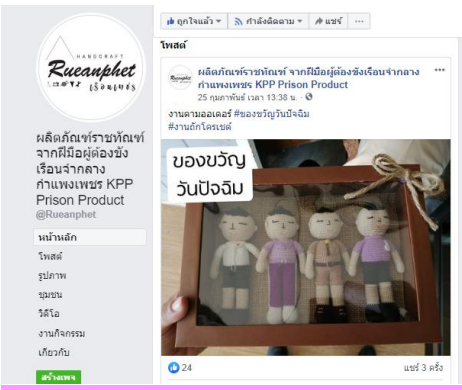 ถูกใจแล้ว
กำลังติดตาม
แชร์
HANDCRAFT
Rueanphet
เรือนเพชร
ผลิตภัณฑ์ราชทัณฑ์
จากฝีมือผู้ต้องขัง
เรือนจำกลาง
กำแพงเพชร KPP
Prison Product
@Rueanphet
หน้าหลัก
โพสต์
รูปภาพ
ชุมชน
วิดีโอ
งานกิจกรรม
เกี่ยวกับ
สร้างเพจ
โพสต์
ผลิตภัณฑ์ราชทัณฑ์ จากฝีมือผู้ต้องขังเรือนจำกลาง
กำแพงเพชร KPP Prison Product
25 กุมภาพันธ์ เวลา 13:38 น.
งานตามออเดอร์ #ของขวัญวันปัจฉิม
#งานถักโครเชต์
ของขวัญ
วันปัจฉิม
24
แชร์ 3 ครั้ง